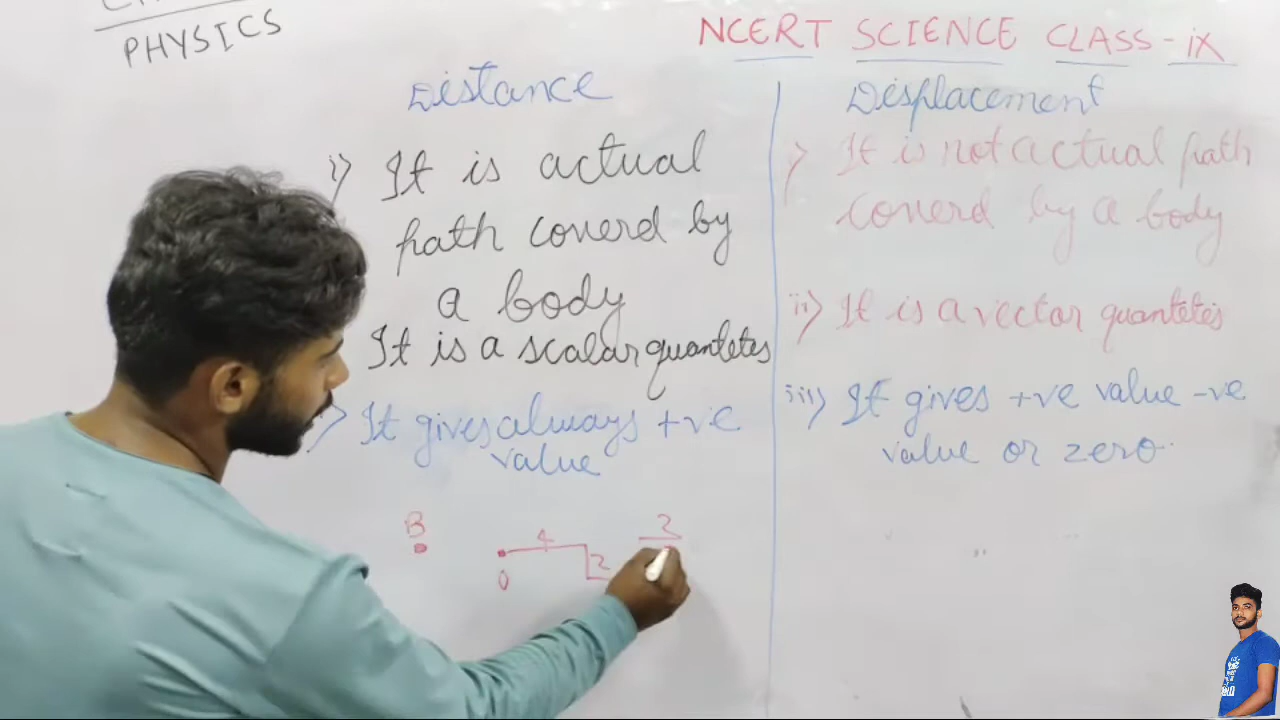 PHYSICS
NCERT SCIENCE CLASS - ix
Distance
i) It is actual
path coverd by
a body
It is a scalar quantetes
) It gives always +ve
value
B
0
4
2
2
Displacement
i) It is not actual path
coverd by a body
ii) It is a vector quantetis
iii) It gives +ve value -ve
value or zero.